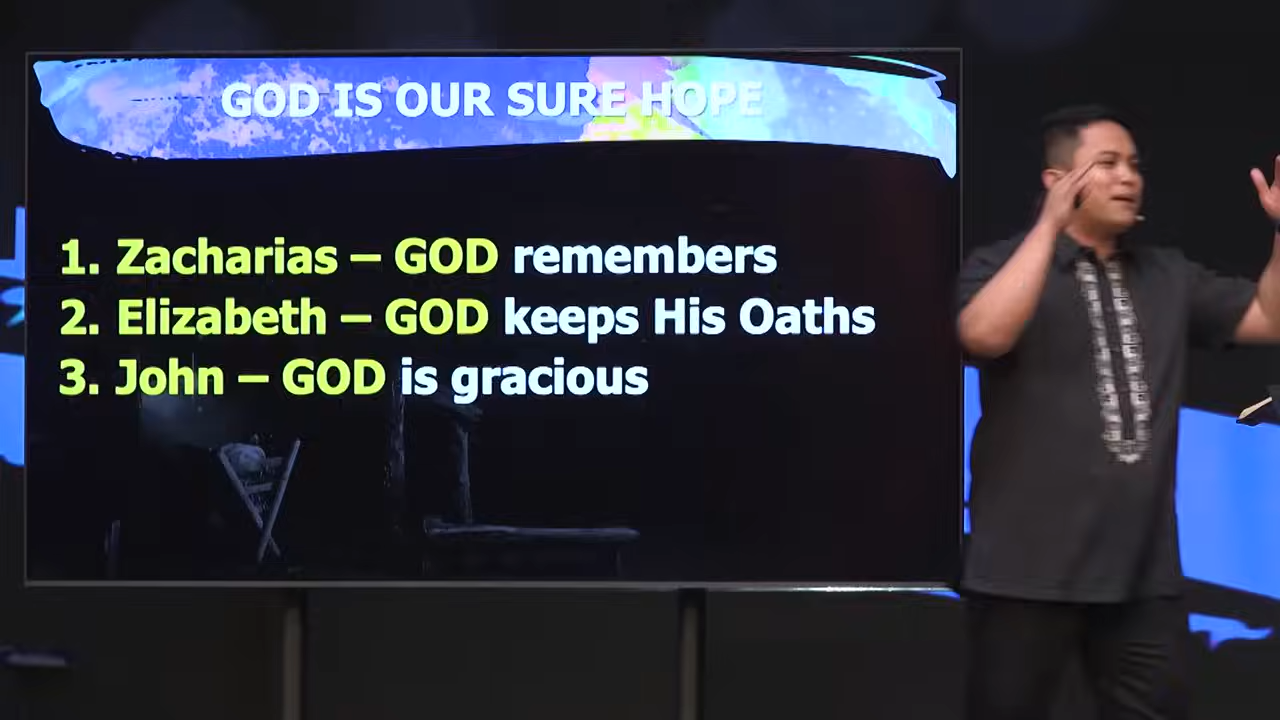 GOD IS OUR SURE HOPE
1. Zacharias – GOD remembers
2. Elizabeth – GOD keeps His Oaths
3. John – GOD is gracious